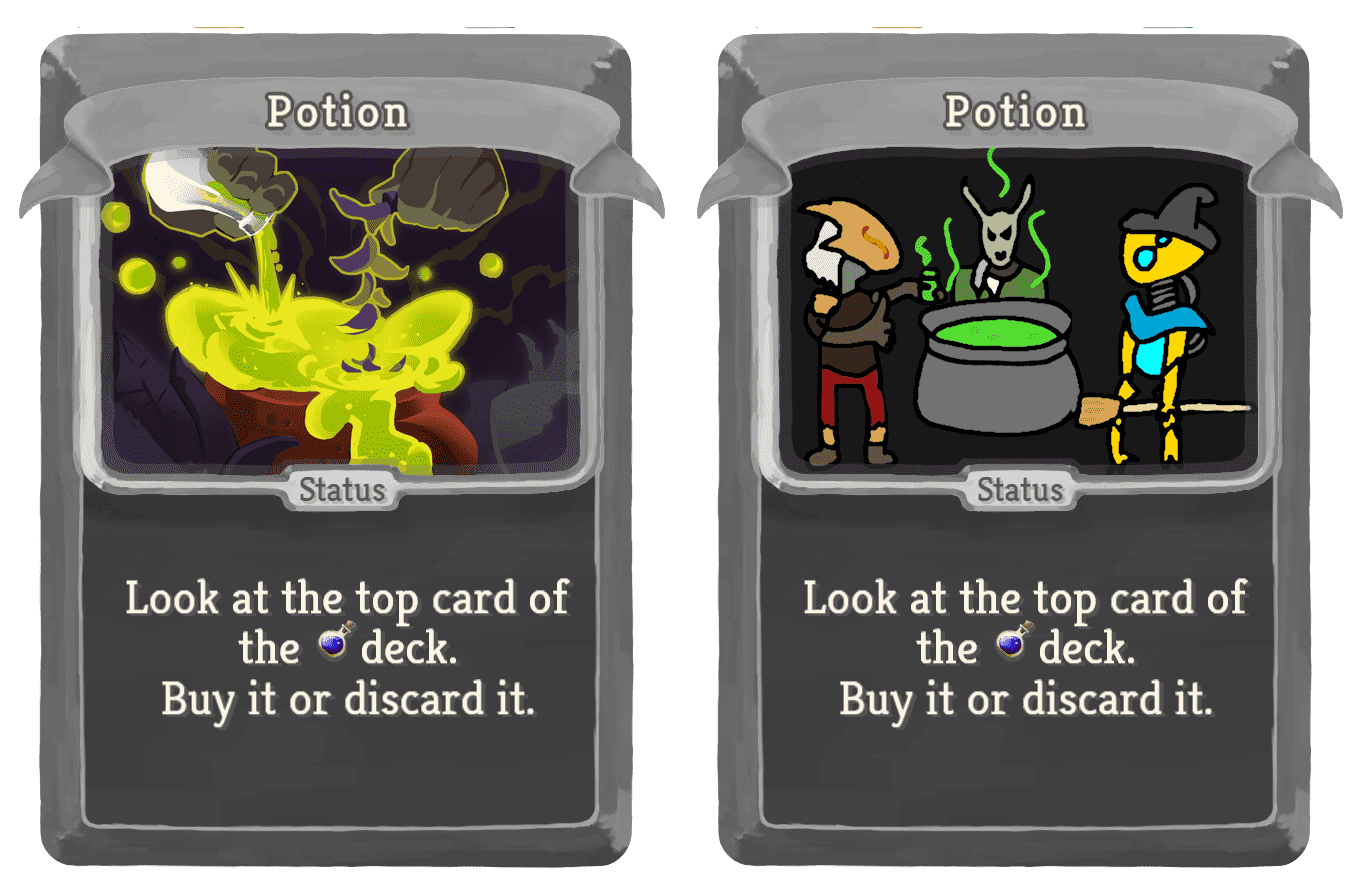 Potion
Status
Look at the top card of
the deck.
Buy it or discard it.
Potion
Status
Look at the top card of
the deck.
Buy it or discard it.